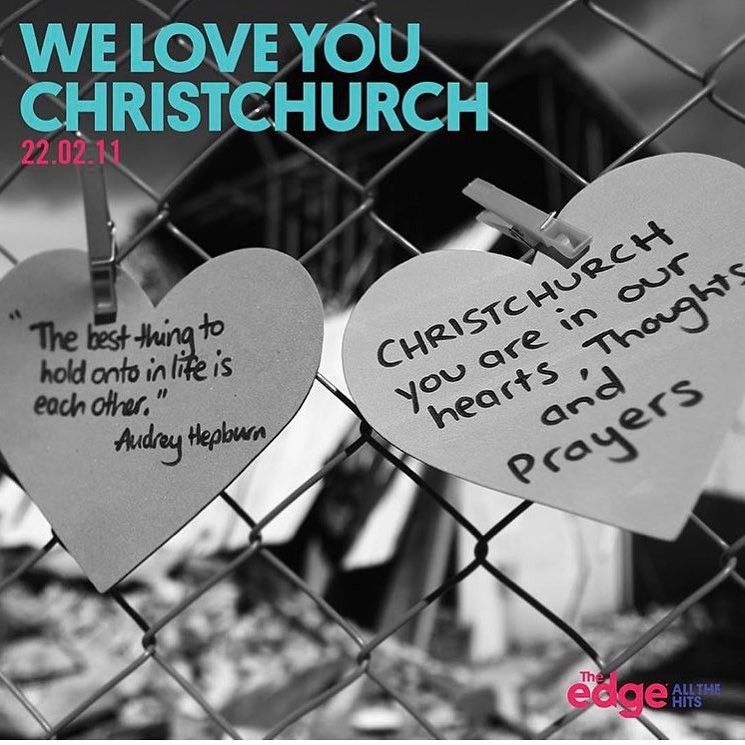 WE LOVE YOU
CHRISTCHURCH
22.02.11
"The best thing to
hold onto in life is
each other."
Audrey Hepburn
CHRISTCHURCH
you are in our
hearts, Thoughts
and
Prayers
The
edge
ALL THE
HITS